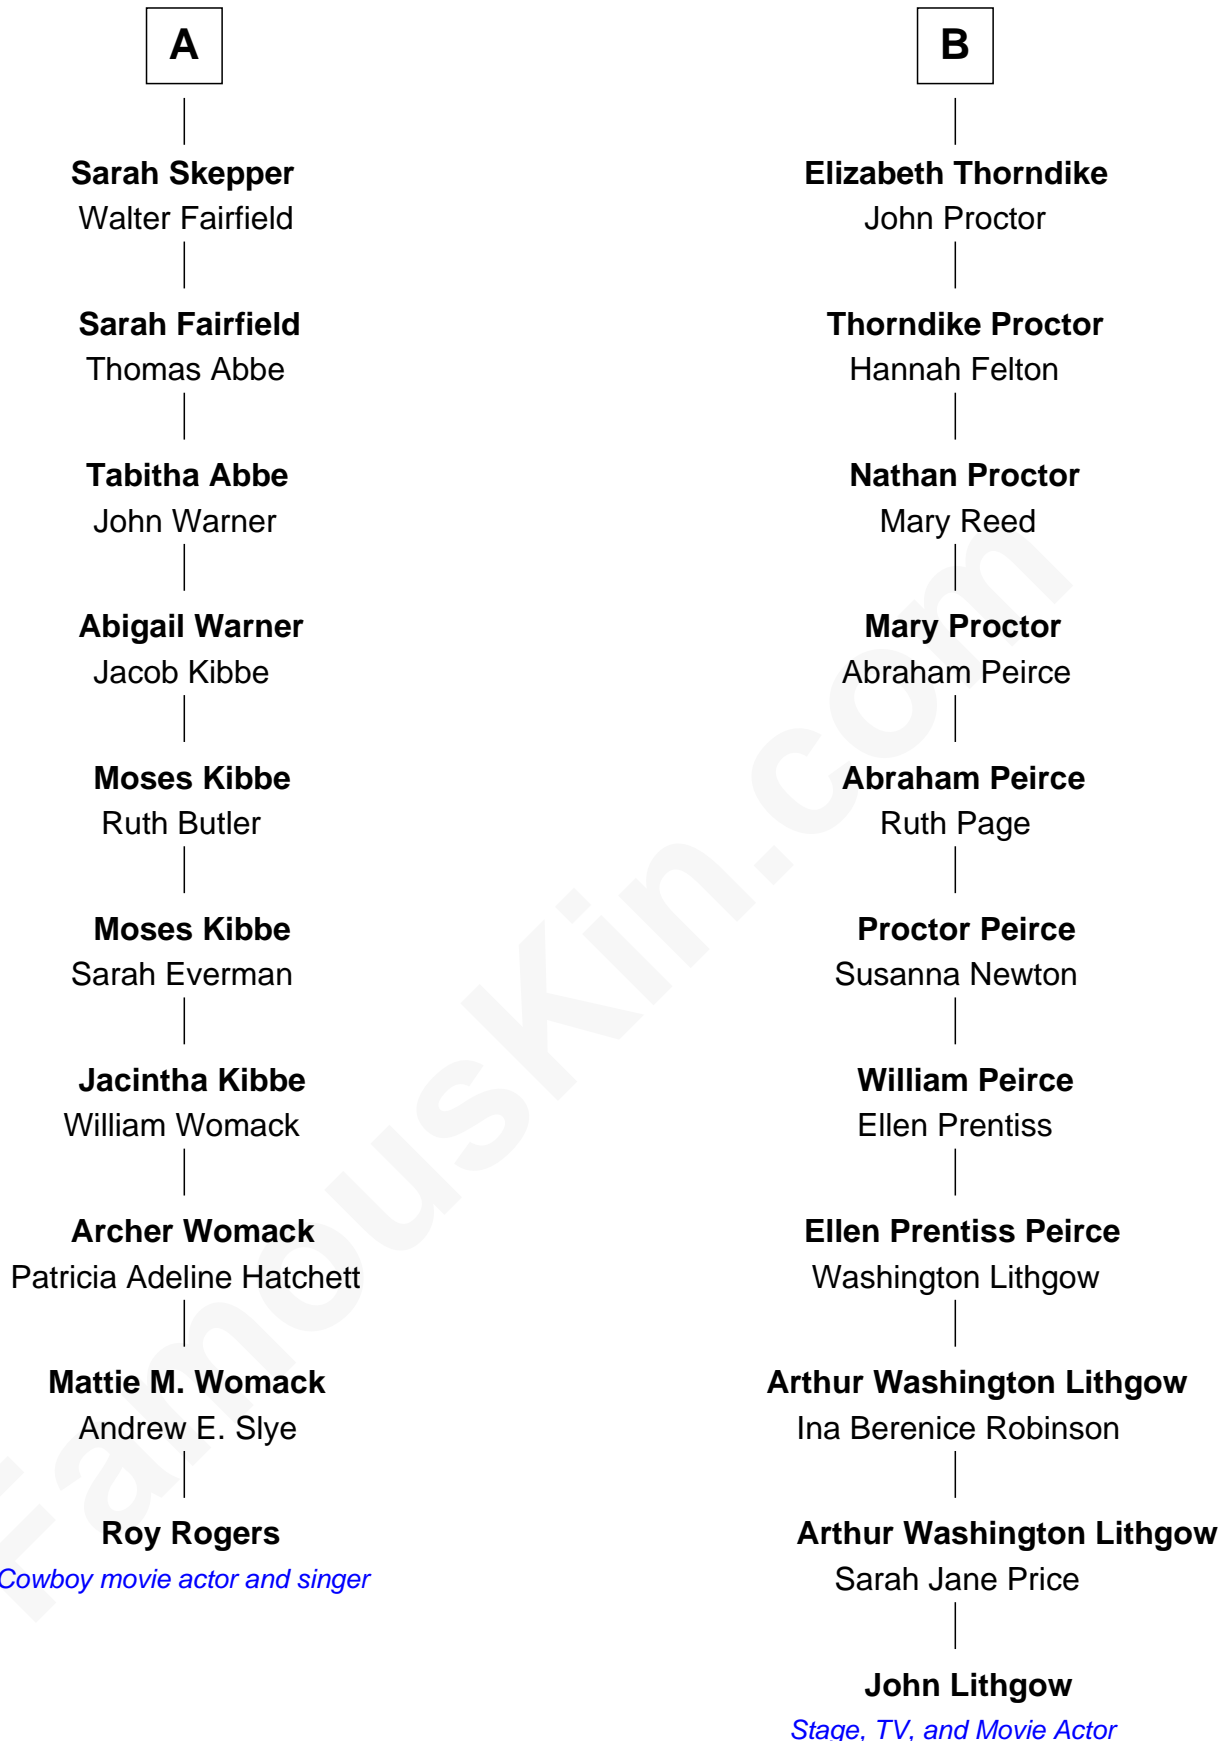 A
Sarah Skepper
Walter Fairfield
Sarah Fairfield
Thomas Abbe
Tabitha Abbe
John Warner
Abigail Warner
Jacob Kibbe
Moses Kibbe
Ruth Butler
Moses Kibbe
Sarah Everman
Jacintha Kibbe
William Womack
Archer Womack
Patricia Adeline Hatchett
Mattie M. Womack
Andrew E. Slye
Roy Rogers
Cowboy movie actor and singer
B
Elizabeth Thorndike
John Proctor
Thorndike Proctor
Hannah Felton
Nathan Proctor
Mary Reed
Mary Proctor
Abraham Peirce
Abraham Peirce
Ruth Page
Proctor Peirce
Susanna Newton
William Peirce
Ellen Prentiss
Ellen Prentiss Peirce
Washington Lithgow
Arthur Washington Lithgow
Ina Berenice Robinson
Arthur Washington Lithgow
Sarah Jane Price
John Lithgow
Stage, TV, and Movie Actor
FamousKin.com